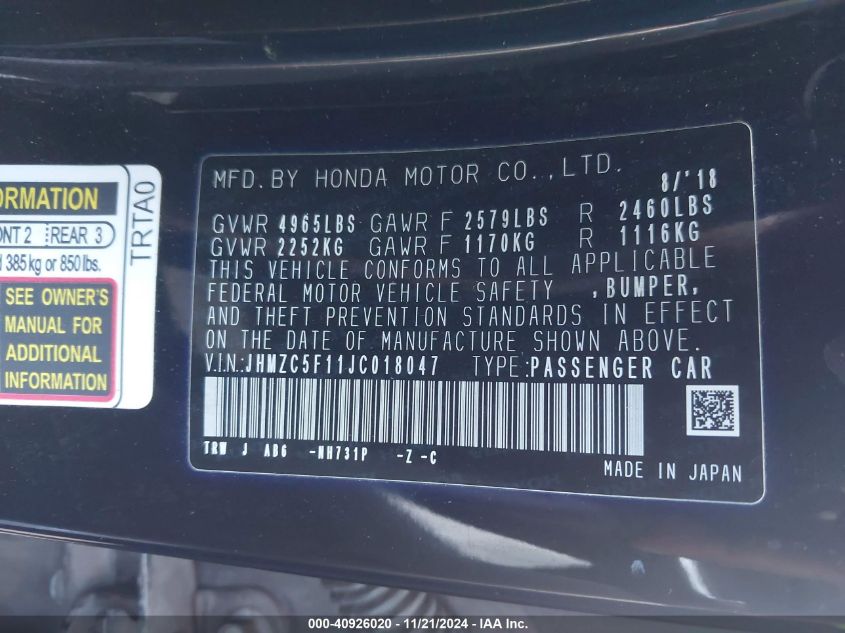 ORMATION
ONT 2 REAR 3
385 kg or 850 lbs.
SEE OWNER'S
MANUAL FOR
ADDITIONAL
INFORMATION
TRTA0
MFD. BY HONDA MOTOR CO., LTD. 8/'18
GVWR 4965LBS GAWR F 2579LBS R 2460LBS
GVWR 2252KG GAWR F 1170KG R 1116KG
THIS VEHICLE CONFORMS TO ALL APPLICABLE
FEDERAL MOTOR VEHICLE SAFETY , BUMPER,
AND THEFT PREVENTION STANDARDS IN EFFECT
ON THE DATE OF MANUFACTURE SHOWN ABOVE.
V.I.N.:JHMZC5F11JC018047 TYPE:PASSENGER CAR
TRW J AB6 -NH731P -Z -C
MADE IN JAPAN
000-40926020 - 11/21/2024 - IAA Inc.